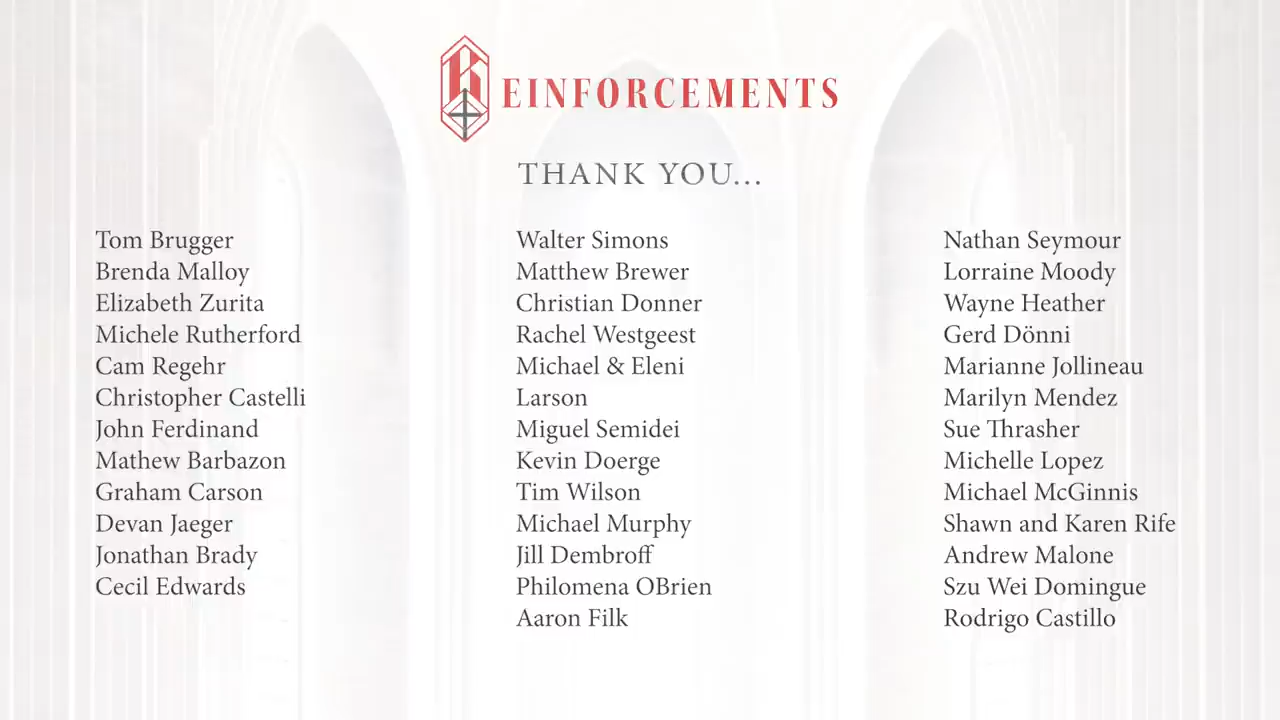 REINFORCEMENTS
THANK YOU...
Tom Brugger
Brenda Malloy
Elizabeth Zurita
Michele Rutherford
Cam Regehr
Christopher Castelli
John Ferdinand
Mathew Barbazon
Graham Carson
Devan Jaeger
Jonathan Brady
Cecil Edwards
Walter Simons
Matthew Brewer
Christian Donner
Rachel Westgeest
Michael & Eleni
Larson
Miguel Semidei
Kevin Doerge
Tim Wilson
Michael Murphy
Jill Dembroff
Philomena OBrien
Aaron Filk
Nathan Seymour
Lorraine Moody
Wayne Heather
Gerd Dönni
Marianne Jollineau
Marilyn Mendez
Sue Thrasher
Michelle Lopez
Michael McGinnis
Shawn and Karen Rife
Andrew Malone
Szu Wei Domingue
Rodrigo Castillo